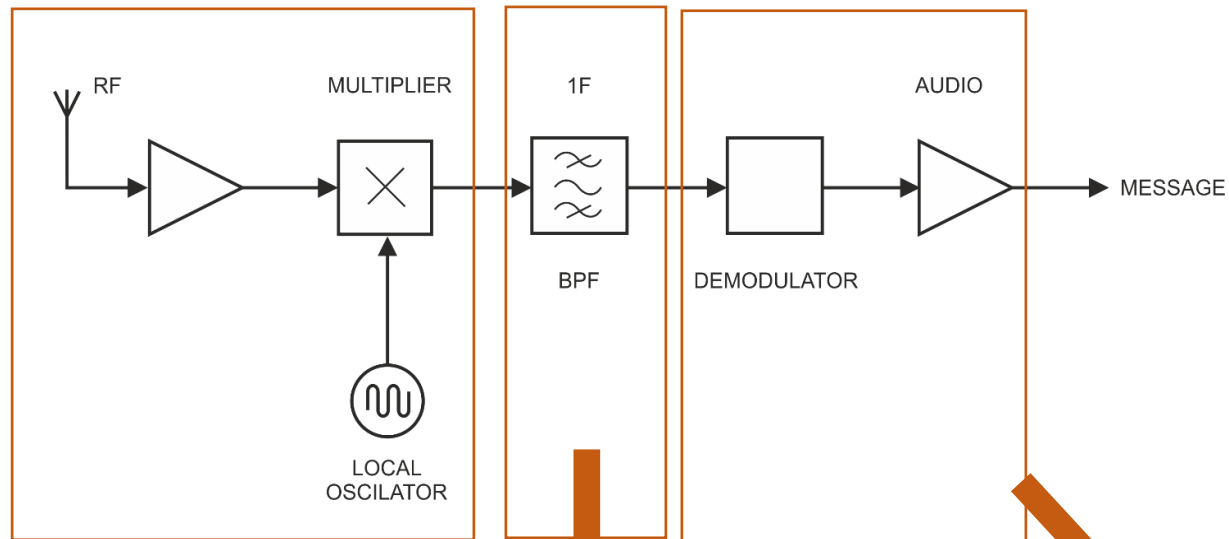 RF
MULTIPLIER
1F
AUDIO
MESSAGE
BPF
DEMODULATOR
LOCAL
OSCILATOR